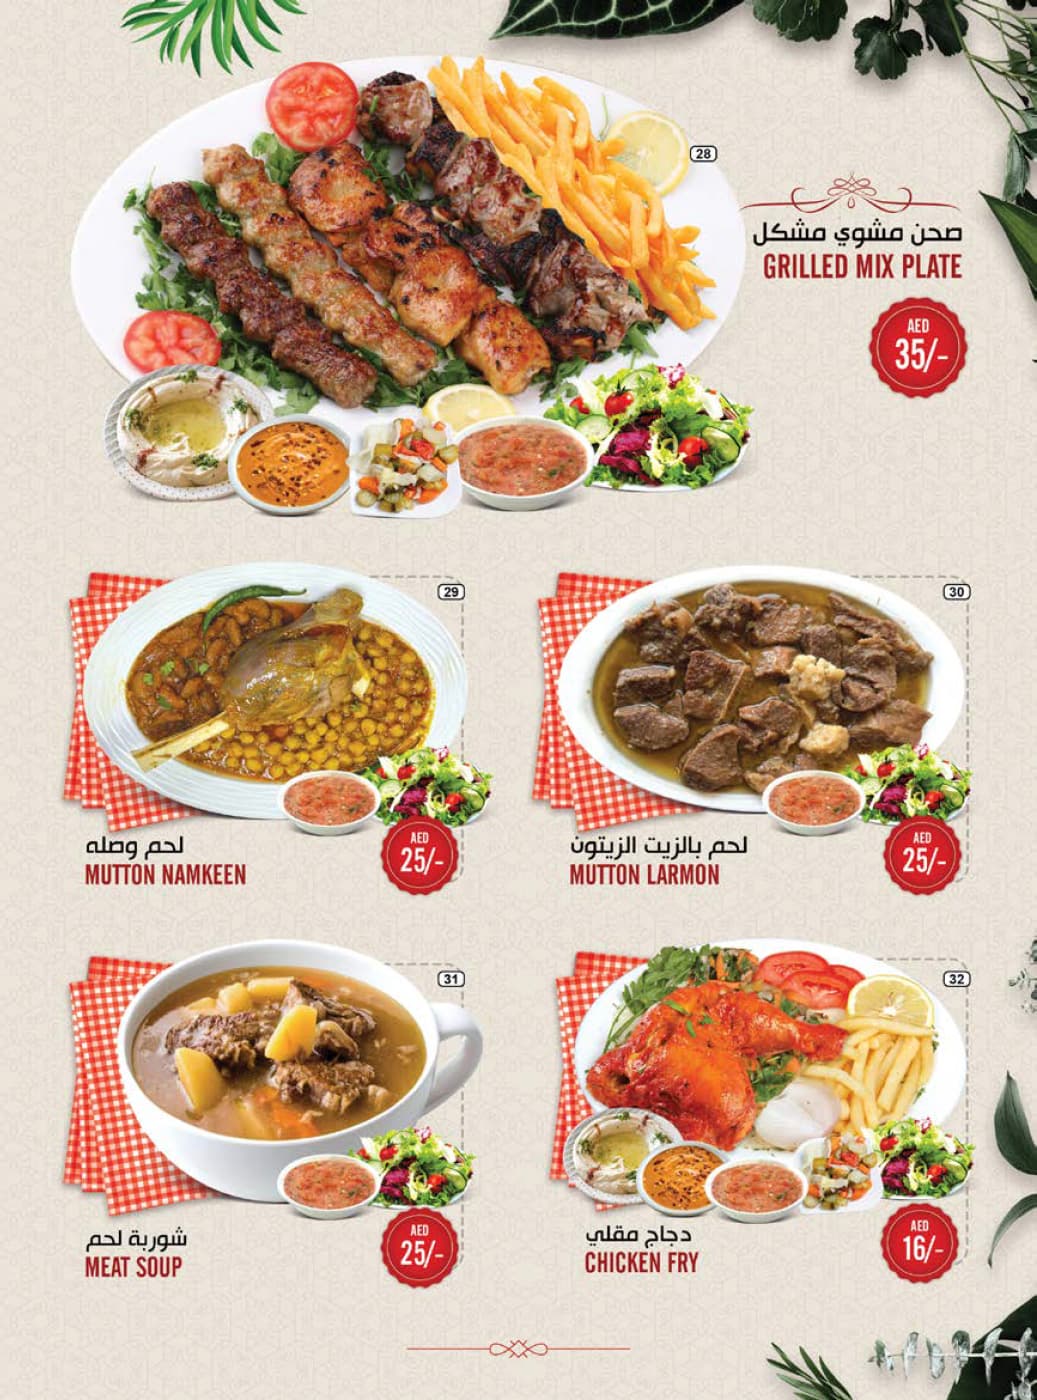 28
صحن مشوي مشكل
GRILLED MIX PLATE
AED
35/-
29
لحم وصله
MUTTON NAMKEEN
AED
25/-
30
لحم بالزيت الزيتون
MUTTON LARMON
AED
25/-
31
شوربة لحم
MEAT SOUP
AED
25/-
32
دجاج مقلي
CHICKEN FRY
AED
16/-